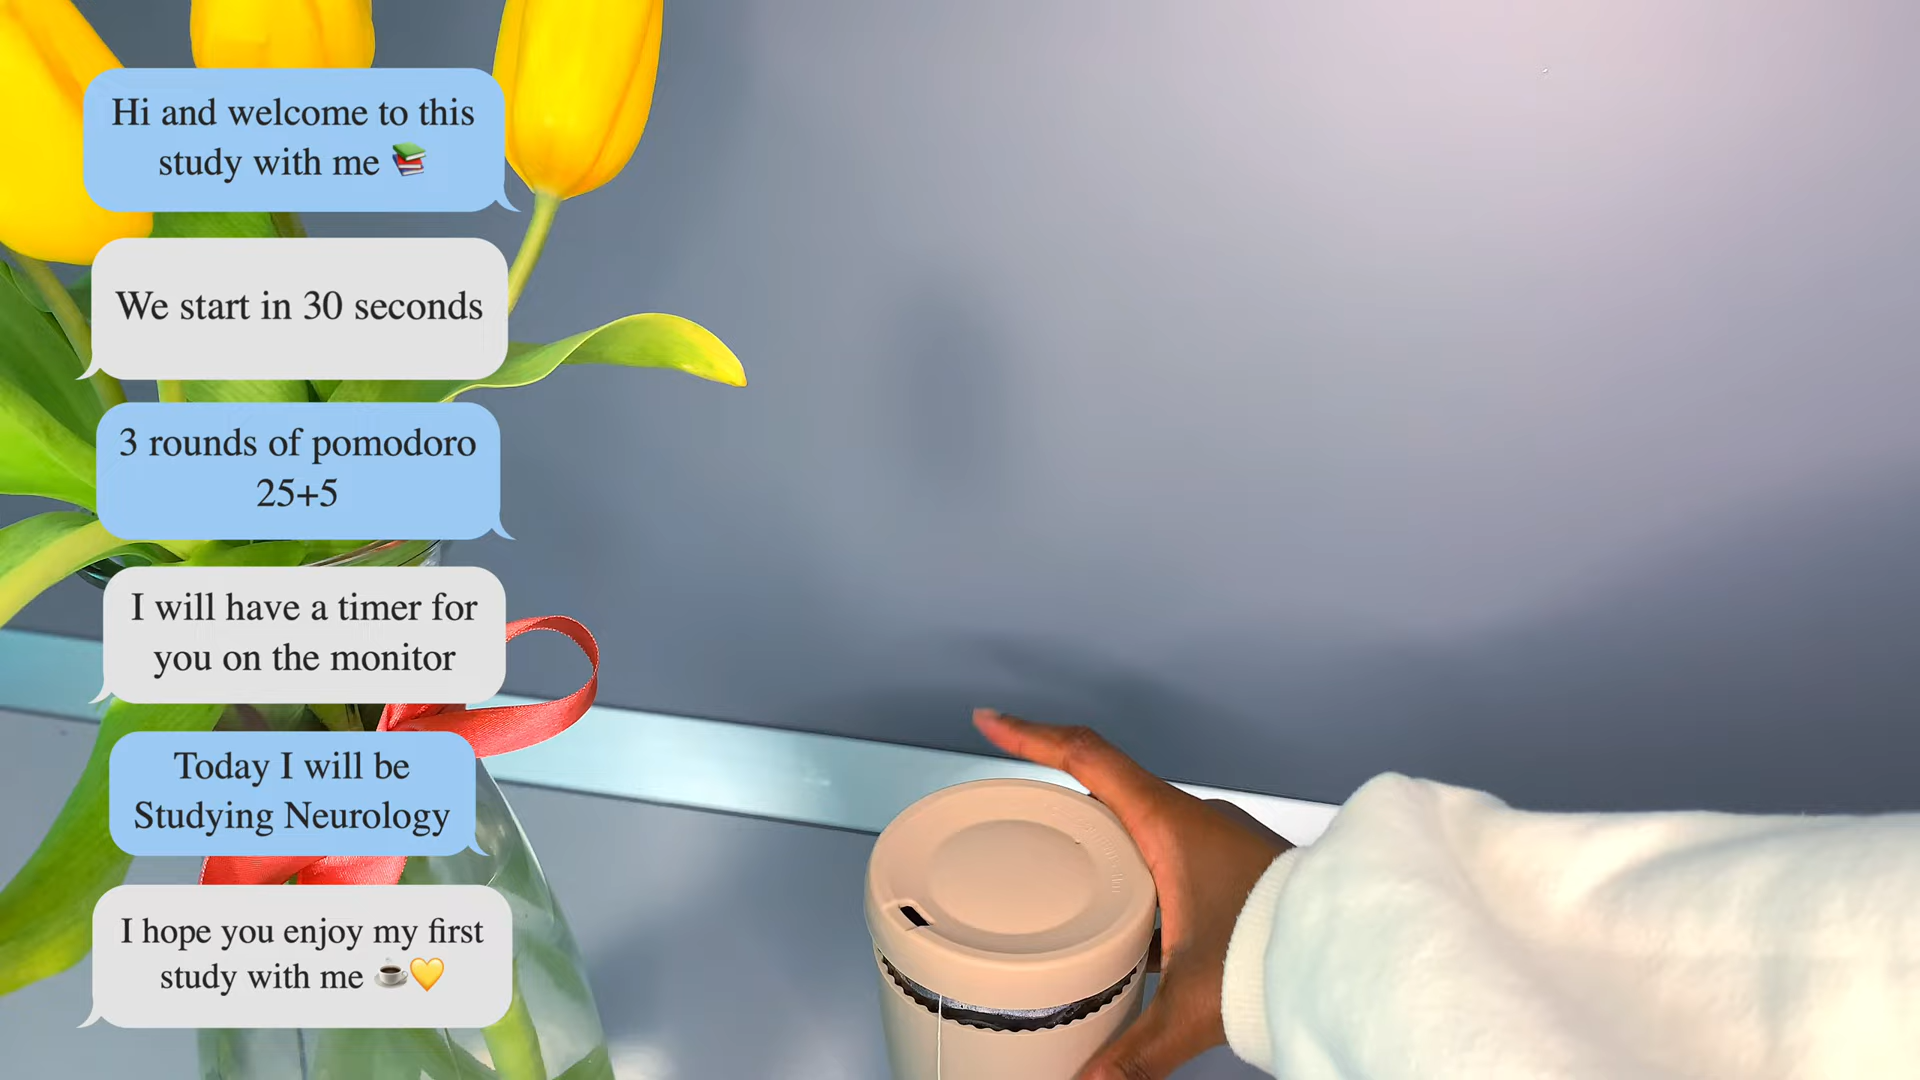 Hi and welcome to this
study with me 📚
We start in 30 seconds
3 rounds of pomodoro
25+5
I will have a timer for
you on the monitor
Today I will be
Studying Neurology
I hope you enjoy my first
study with me ☕💛